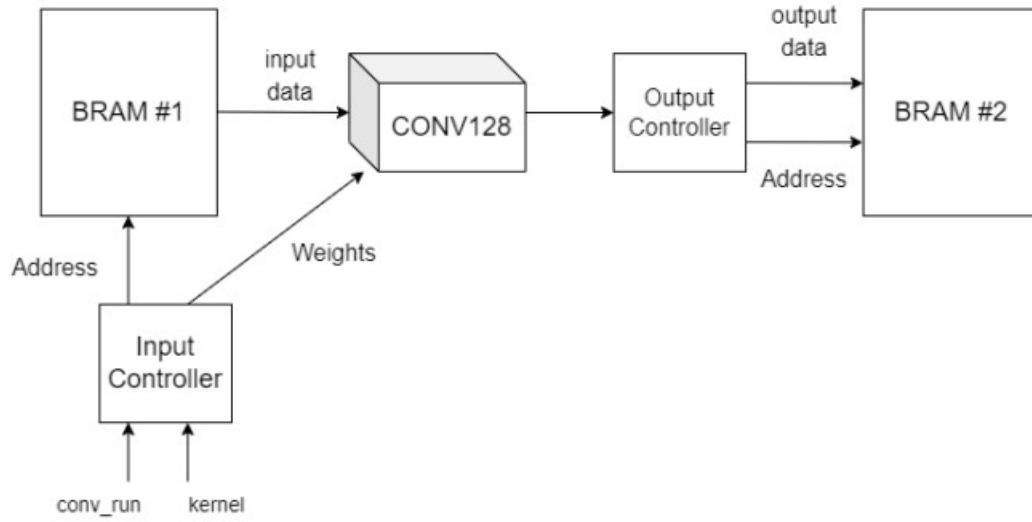 BRAM #1
input
data
CONV128
Output
Controller
output
data
Address
BRAM #2
Address
Weights
Input
Controller
conv_run
kernel